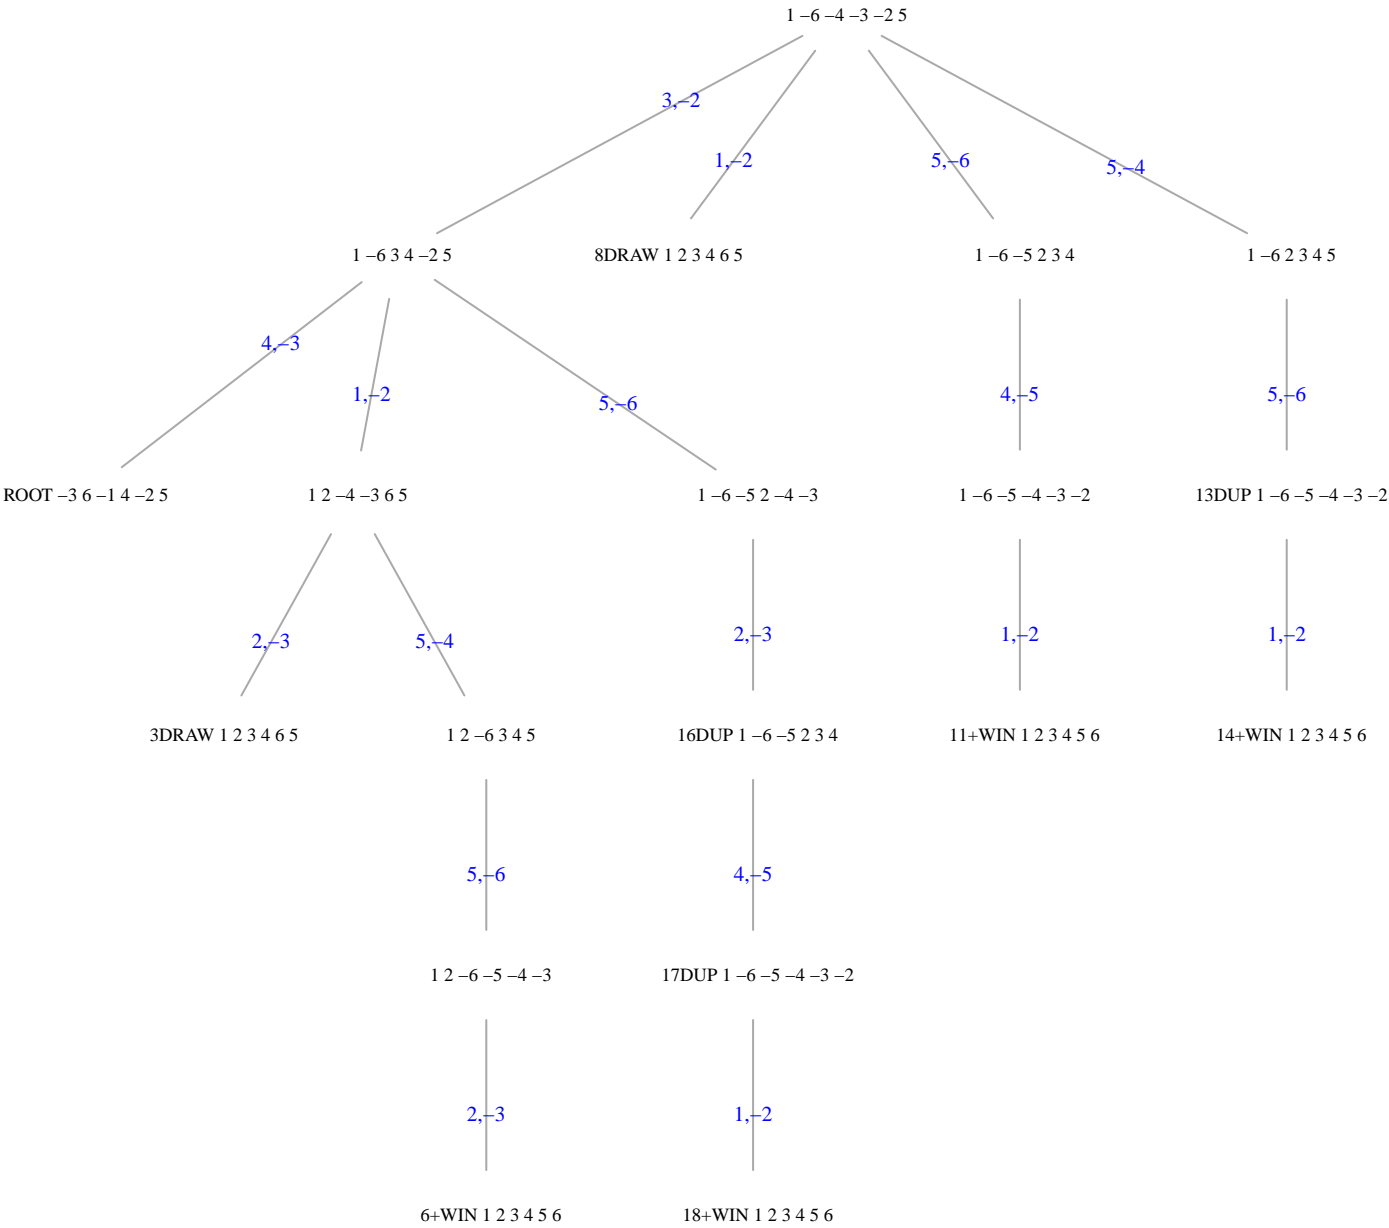 1 –6 –4 –3 –2 5
3,–2
1,–2
5,–6
5,–4
1 –6 3 4 –2 5
8DRAW 1 2 3 4 6 5
1 –6 –5 2 3 4
1 –6 2 3 4 5
4,–3
1,–2
5,–6
4,–5
5,–6
ROOT –3 6 –1 4 –2 5
1 2 –4 –3 6 5
1 –6 –5 2 –4 –3
1 –6 –5 –4 –3 –2
13DUP 1 –6 –5 –4 –3 –2
2,–3
5,–4
2,–3
1,–2
1,–2
3DRAW 1 2 3 4 6 5
1 2 –6 3 4 5
16DUP 1 –6 –5 2 3 4
11+WIN 1 2 3 4 5 6
14+WIN 1 2 3 4 5 6
5,–6
4,–5
1 2 –6 –5 –4 –3
17DUP 1 –6 –5 –4 –3 –2
2,–3
1,–2
6+WIN 1 2 3 4 5 6
18+WIN 1 2 3 4 5 6